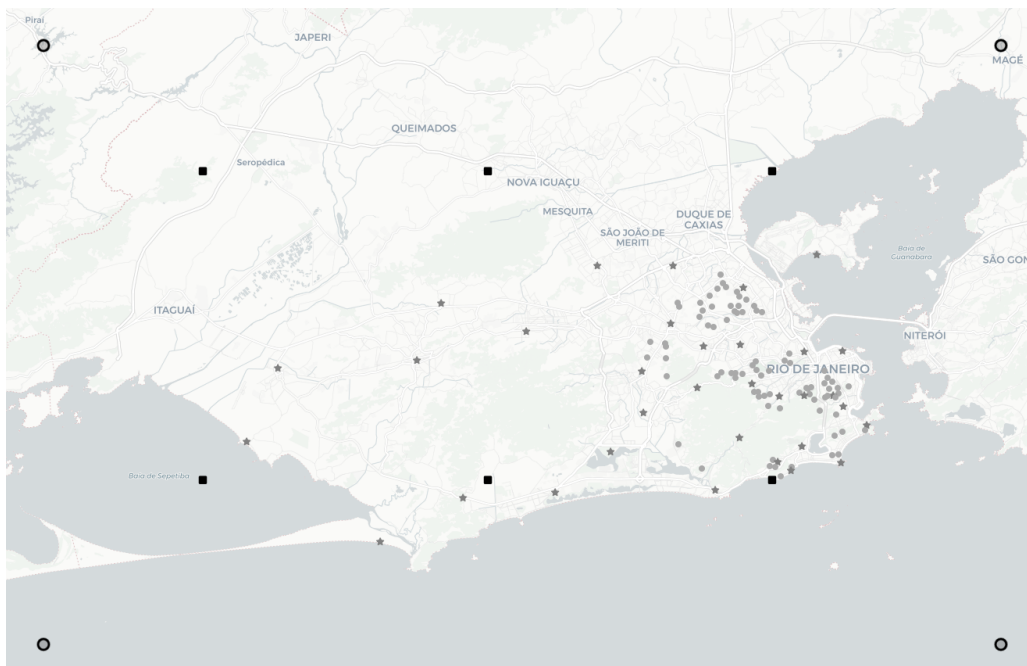 Piraí
JAPERI
MAGÉ
QUEIMADOS
Seropédica
NOVA IGUAÇU
MESQUITA
DUQUE DE
CAXIAS
SÃO JOÃO DE
MERITI
Baía de
Guanabara
SÃO GON
ITAGUAÍ
NITERÓI
RIO DE JANEIRO
Baía de Sepetiba